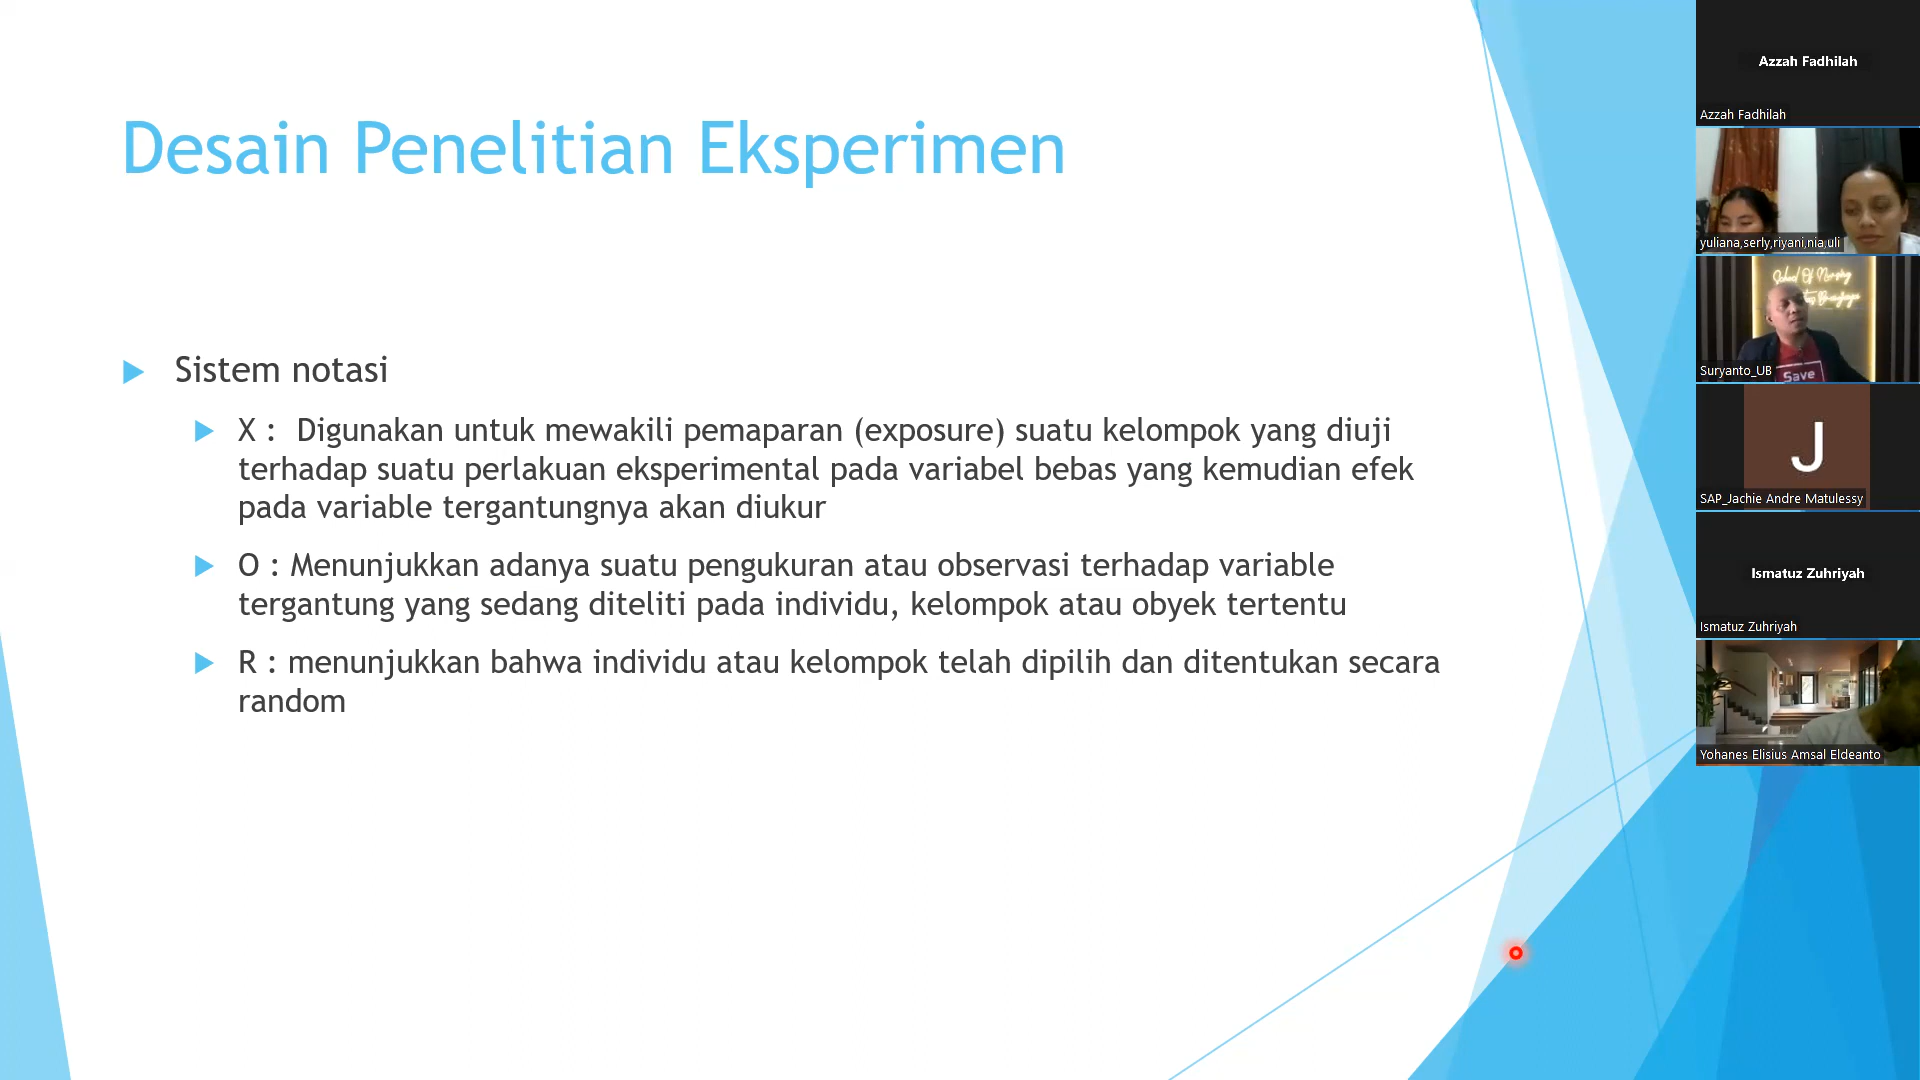 Desain Penelitian Eksperimen
Sistem notasi
X : Digunakan untuk mewakili pemaparan (exposure) suatu kelompok yang diuji
terhadap suatu perlakuan eksperimental pada variabel bebas yang kemudian efek
pada variable tergantungnya akan diukur
O : Menunjukkan adanya suatu pengukuran atau observasi terhadap variable
tergantung yang sedang diteliti pada individu, kelompok atau obyek tertentu
R : menunjukkan bahwa individu atau kelompok telah dipilih dan ditentukan secara
random
Azzah Fadhilah
Azzah Fadhilah
yuliana,serly,riyani,nia,uli
School Of Nursing
Save
Suryanto_UB
J
SAP_Jachie Andre Matulessy
Ismatuz Zuhriyah
Ismatuz Zuhriyah
Yohanes Elisius Amsal Eldeanto